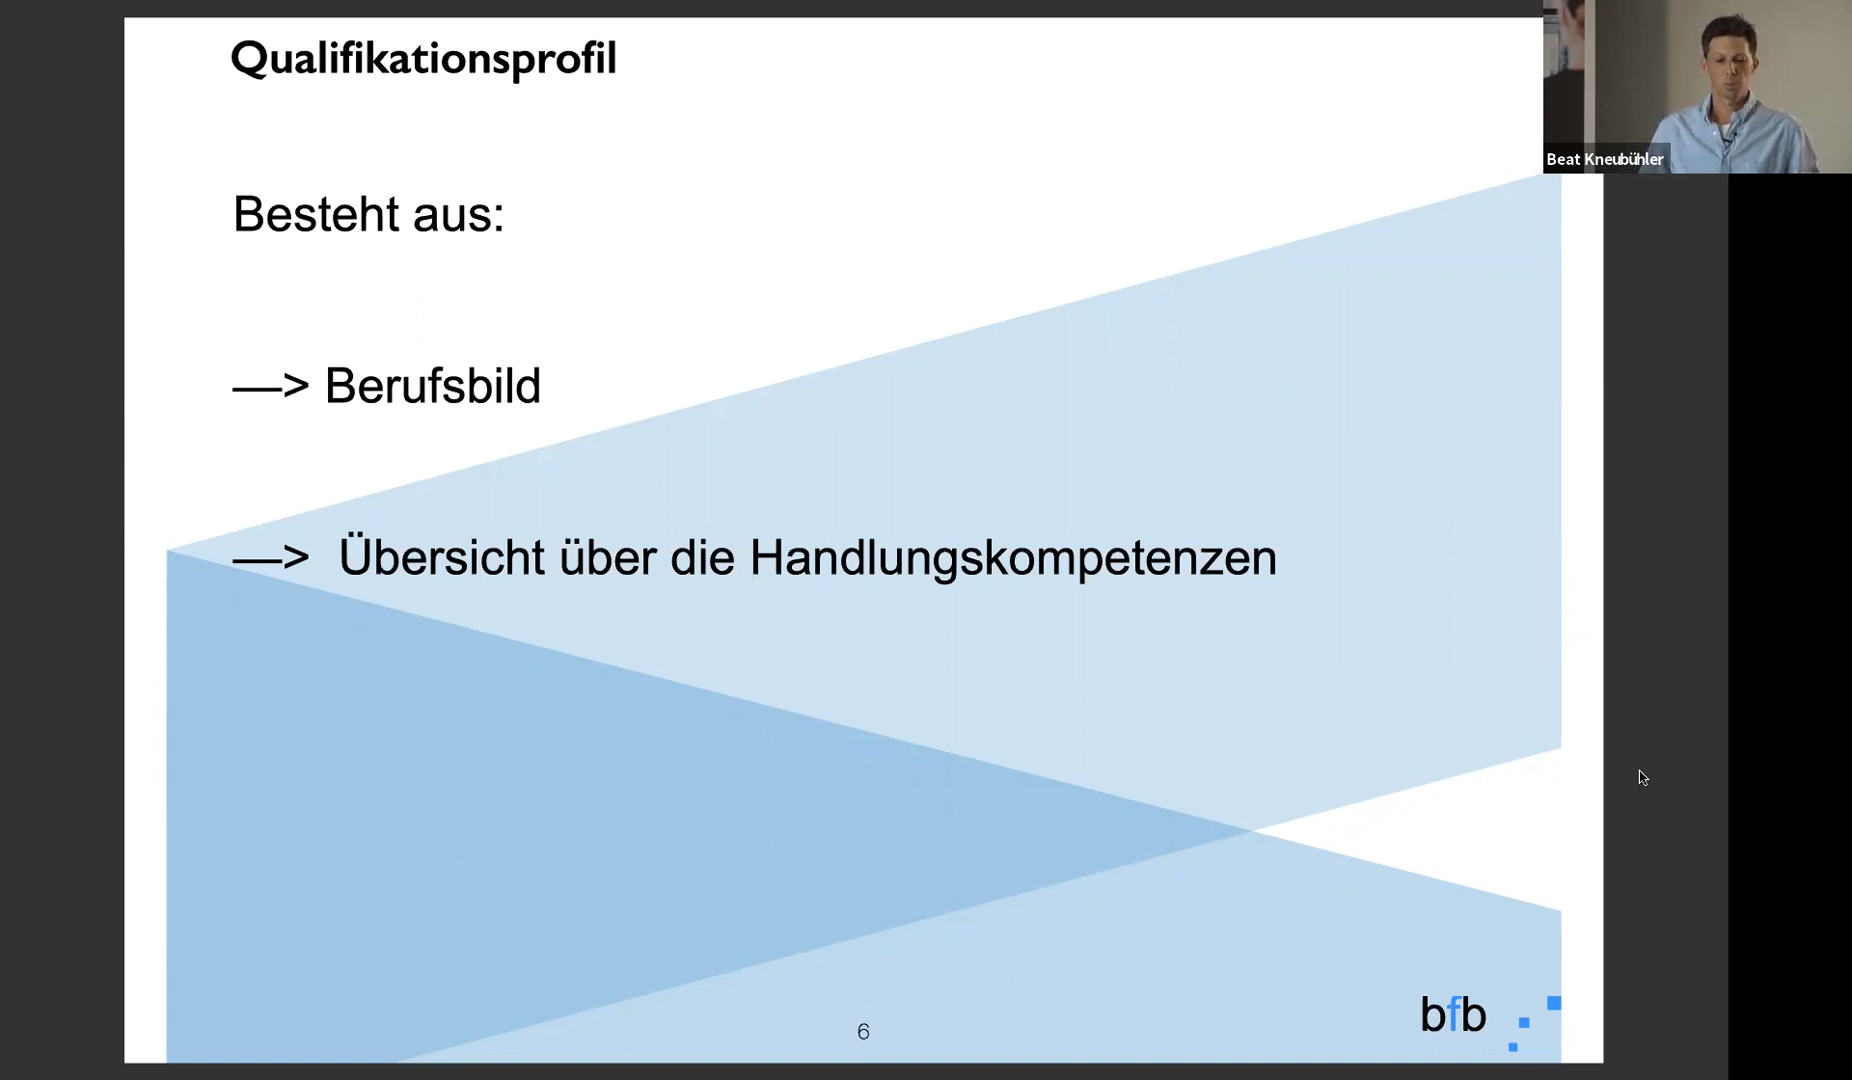 Qualifikationsprofil
Beat Kneubühler
Besteht aus:
—> Berufsbild
—> Übersicht über die Handlungskompetenzen
6
bfb